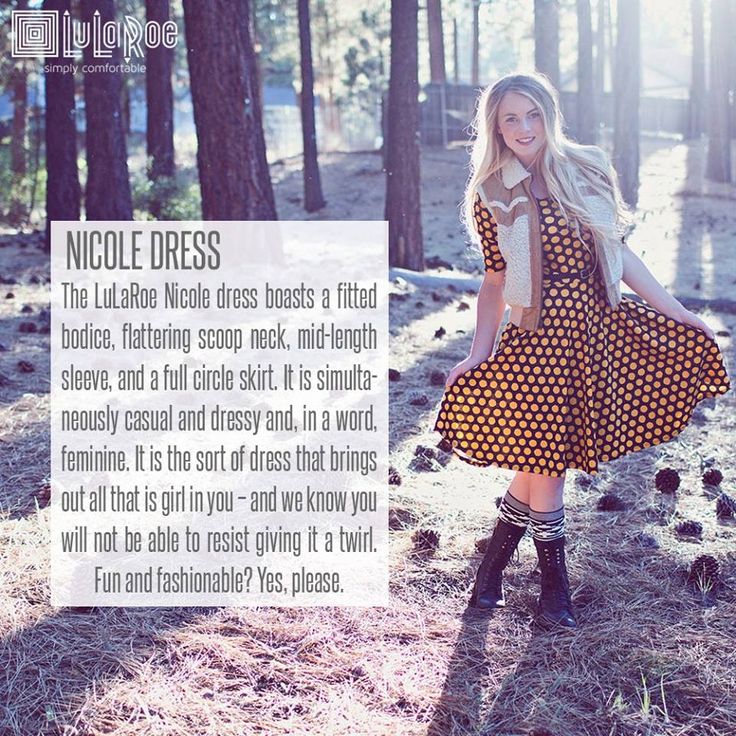 LuLaRoe
simply comfortable
NICOLE DRESS
The LuLaRoe Nicole dress boasts a fitted
bodice, flattering scoop neck, mid-length
sleeve, and a full circle skirt. It is simulta-
neously casual and dressy and, in a word,
feminine. It is the sort of dress that brings
out all that is girl in you – and we know you
will not be able to resist giving it a twirl.
Fun and fashionable? Yes, please.